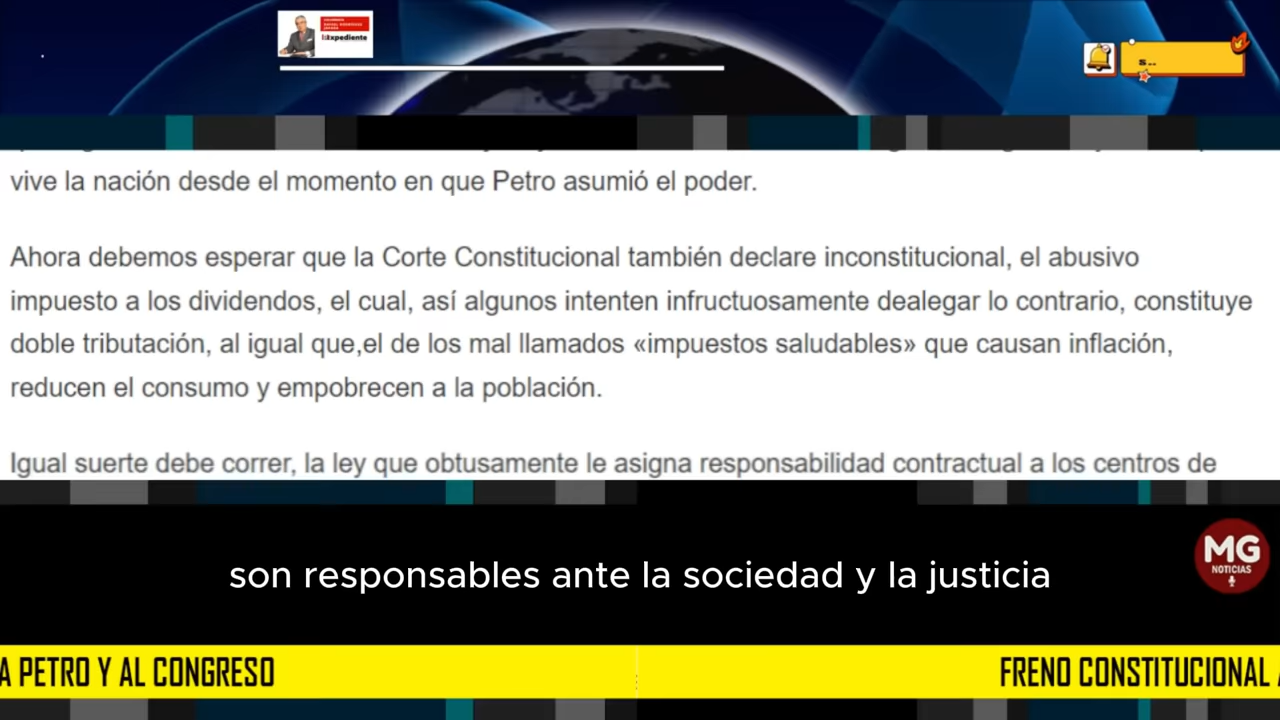 laExpediente
s..
vive la nación desde el momento en que Petro asumió el poder.
Ahora debemos esperar que la Corte Constitucional también declare inconstitucional, el abusivo
impuesto a los dividendos, el cual, así algunos intenten infructuosamente dealegar lo contrario, constituye
doble tributación, al igual que,el de los mal llamados «impuestos saludables» que causan inflación,
reducen el consumo y empobrecen a la población.
Igual suerte debe correr, la ley que obtusamente le asigna responsabilidad contractual a los centros de
son responsables ante la sociedad y la justicia
MG
NOTICIAS
A PETRO Y AL CONGRESO
FRENO CONSTITUCIONAL A